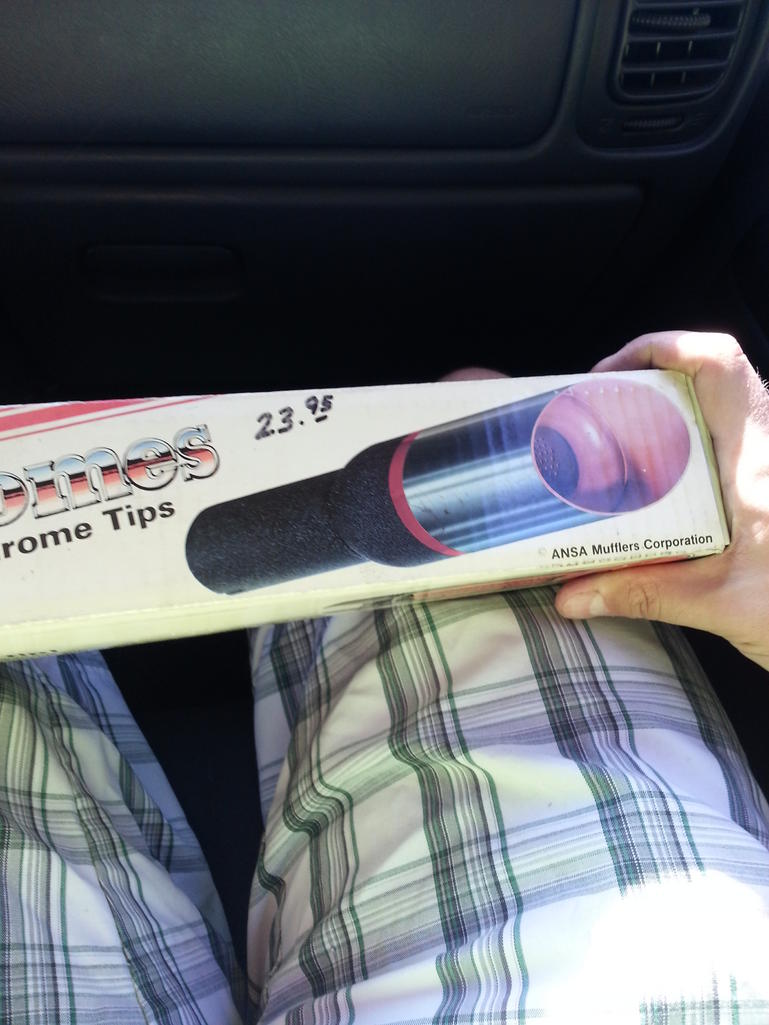 23.95
omes
rome Tips
© ANSA Mufflers Corporation